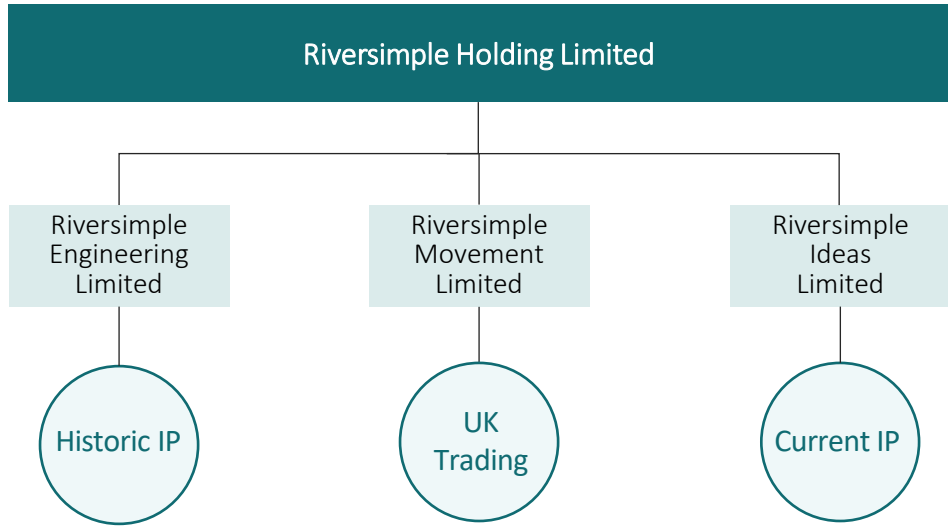 Riversimple Holding Limited
Riversimple
Engineering
Limited
Riversimple
Movement
Limited
Riversimple
Ideas
Limited
Historic IP
UK
Trading
Current IP